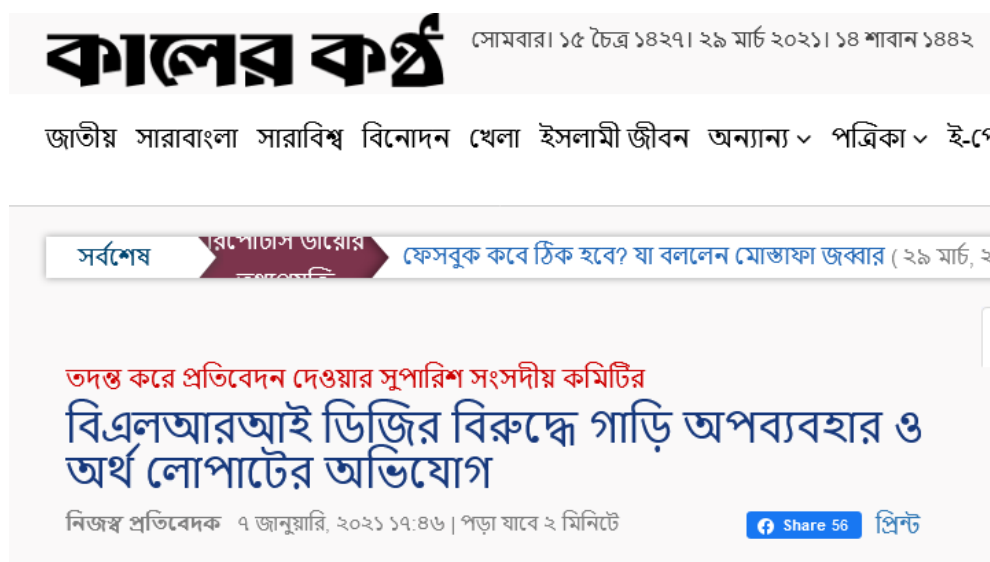 কালের কণ্ঠ
সোমবার। ১৫ চৈত্র ১৪২৭। ২৯ মার্চ ২০২১। ১৪ শাবান ১৪৪২
জাতীয় সারাবাংলা সারাবিশ্ব বিনোদন খেলা ইসলামী জীবন অন্যান্য পত্রিকা
সর্বশেষ
ফেসবুক কবে ঠিক হবে? যা বললেন মোস্তাফা জব্বার ( ২৯ মার্চ,
তদন্ত করে প্রতিবেদন দেওয়ার সুপারিশ সংসদীয় কমিটির
বিএলআরআই ডিজির বিরুদ্ধে গাড়ি অপব্যবহার ও
অর্থ লোপাটের অভিযোগ
নিজস্ব প্রতিবেদক ৭ জানুয়ারি, ২০২১ ১৭:৪৬ | পড়া যাবে ২ মিনিটে
Share 56 প্রিন্ট